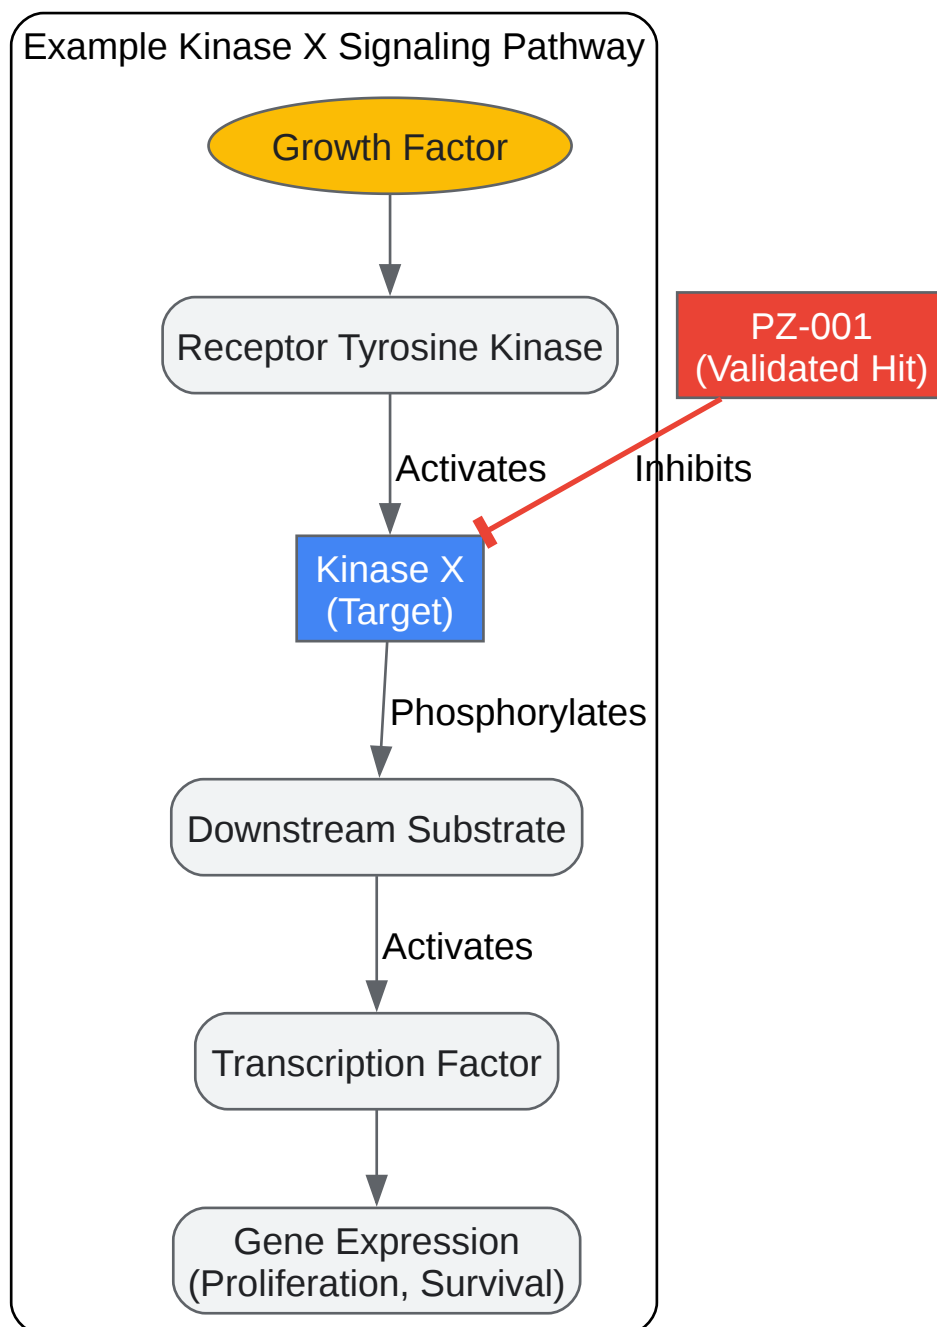 Example Kinase X Signaling Pathway
Growth Factor
Receptor Tyrosine Kinase
PZ-001
(Validated Hit)
Activates
Inhibits
Kinase X
(Target)
Phosphorylates
Downstream Substrate
Activates
Transcription Factor
Gene Expression
(Proliferation, Survival)